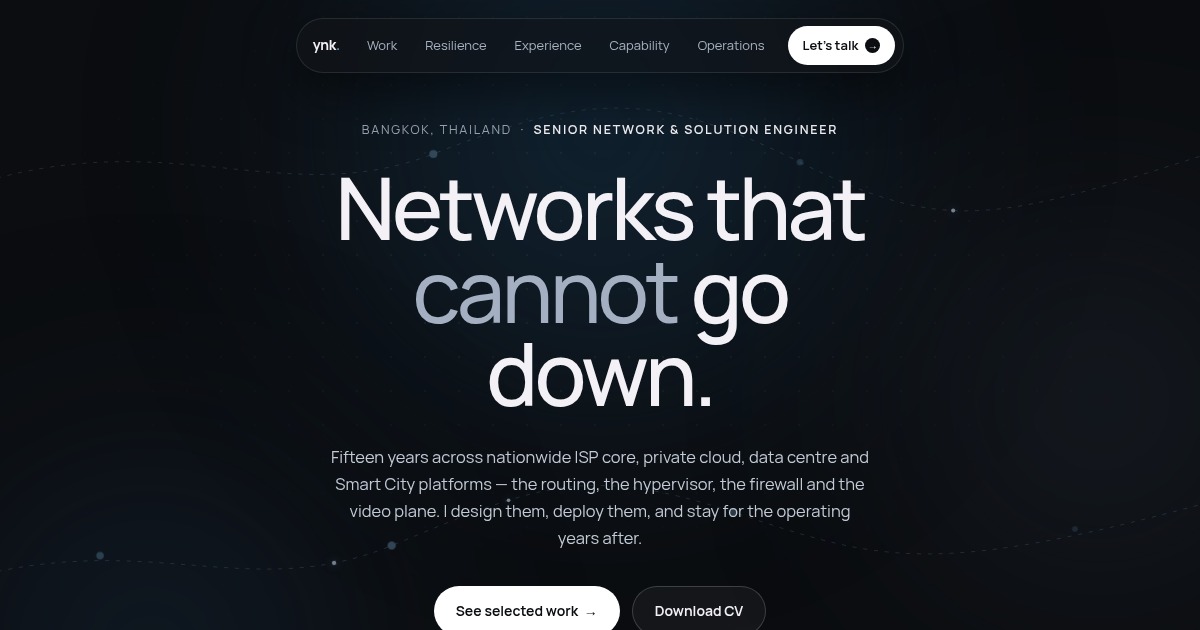 ynk.
Work
Resilience
Experience
Capability
Operations
Let's talk →
BANGKOK, THAILAND · SENIOR NETWORK & SOLUTION ENGINEER
Networks that
cannot go
down.
Fifteen years across nationwide ISP core, private cloud, data centre and
Smart City platforms — the routing, the hypervisor, the firewall and the
video plane. I design them, deploy them, and stay for the operating
years after.
See selected work →
Download CV